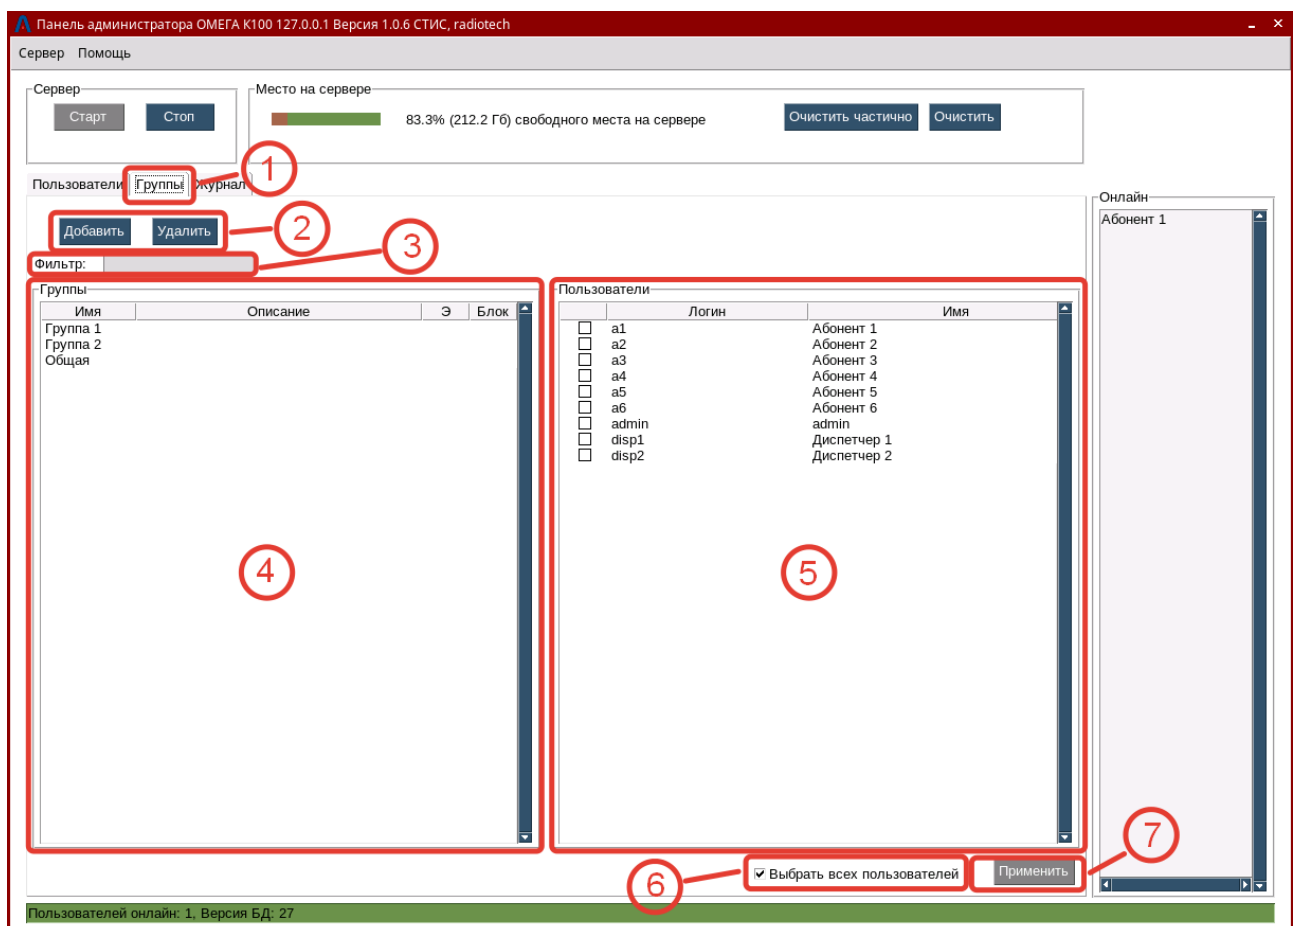 Панель администратора ОМЕГА К100 127.0.0.1 Версия 1.0.6 СТИС, radiotech
Сервер Помощь
Сервер Место на сервере
Старт Стоп 83.3% (212.2 Гб) свободного места на сервере Очистить частично Очистить
1
Пользователи Группы Журнал
Онлайн
Абонент 1
Добавить Удалить 2
3
Фильтр:
Группы Пользователи
Имя Описание Э Блок Логин Имя
Группа 1 a1 Абонент 1
Группа 2 a2 Абонент 2
Общая a3 Абонент 3
a4 Абонент 4
a5 Абонент 5
a6 Абонент 6
admin admin
disp1 Диспетчер 1
disp2 Диспетчер 2
4 5
7
6 Выбрать всех пользователей Применить
Пользователей онлайн: 1, Версия БД: 27